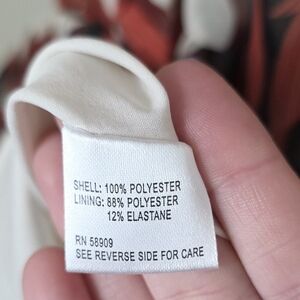 SHELL: 100% POLYESTER
LINING: 88% POLYESTER
12% ELASTANE
RN 58909
SEE REVERSE SIDE FOR CARE